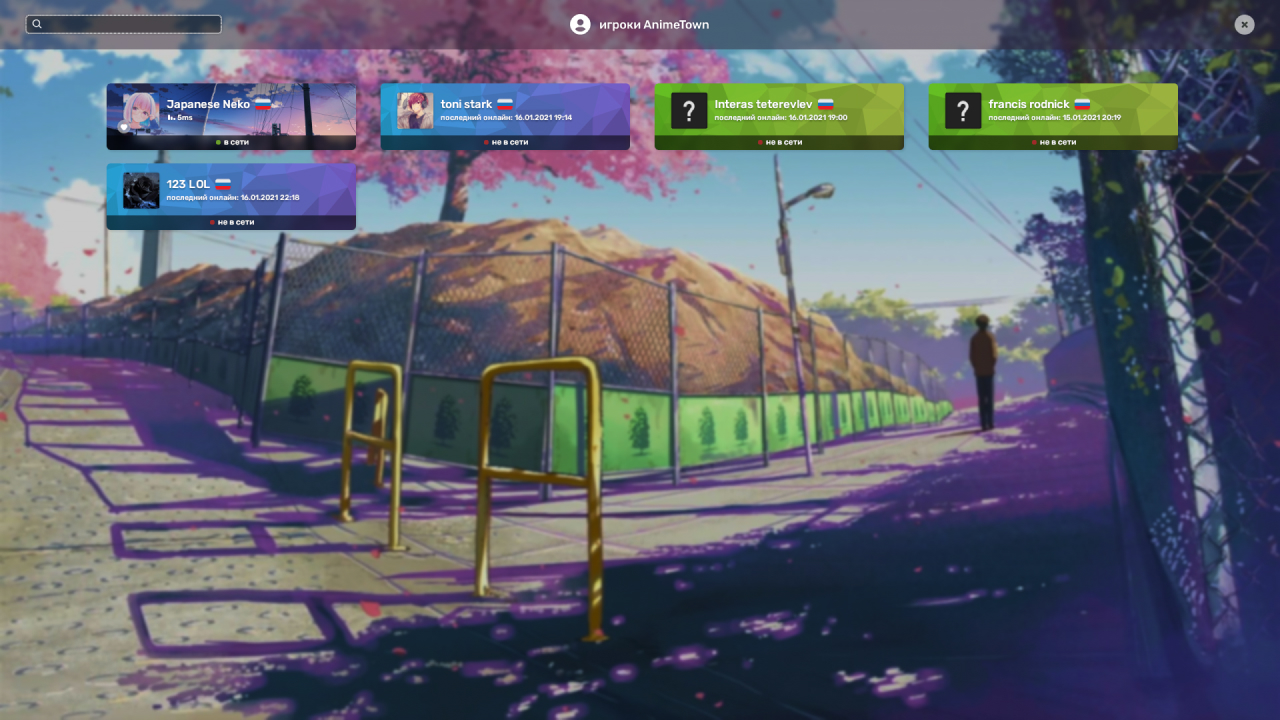 игроки AnimeTown
Japanese Neko
5ms
в сети
toni stark
последний онлайн: 16.01.2021 19:14
не в сети
Interas teterevlev
последний онлайн: 16.01.2021 19:00
не в сети
francis rodnick
последний онлайн: 15.01.2021 20:19
не в сети
123 LOL
последний онлайн: 16.01.2021 22:18
не в сети